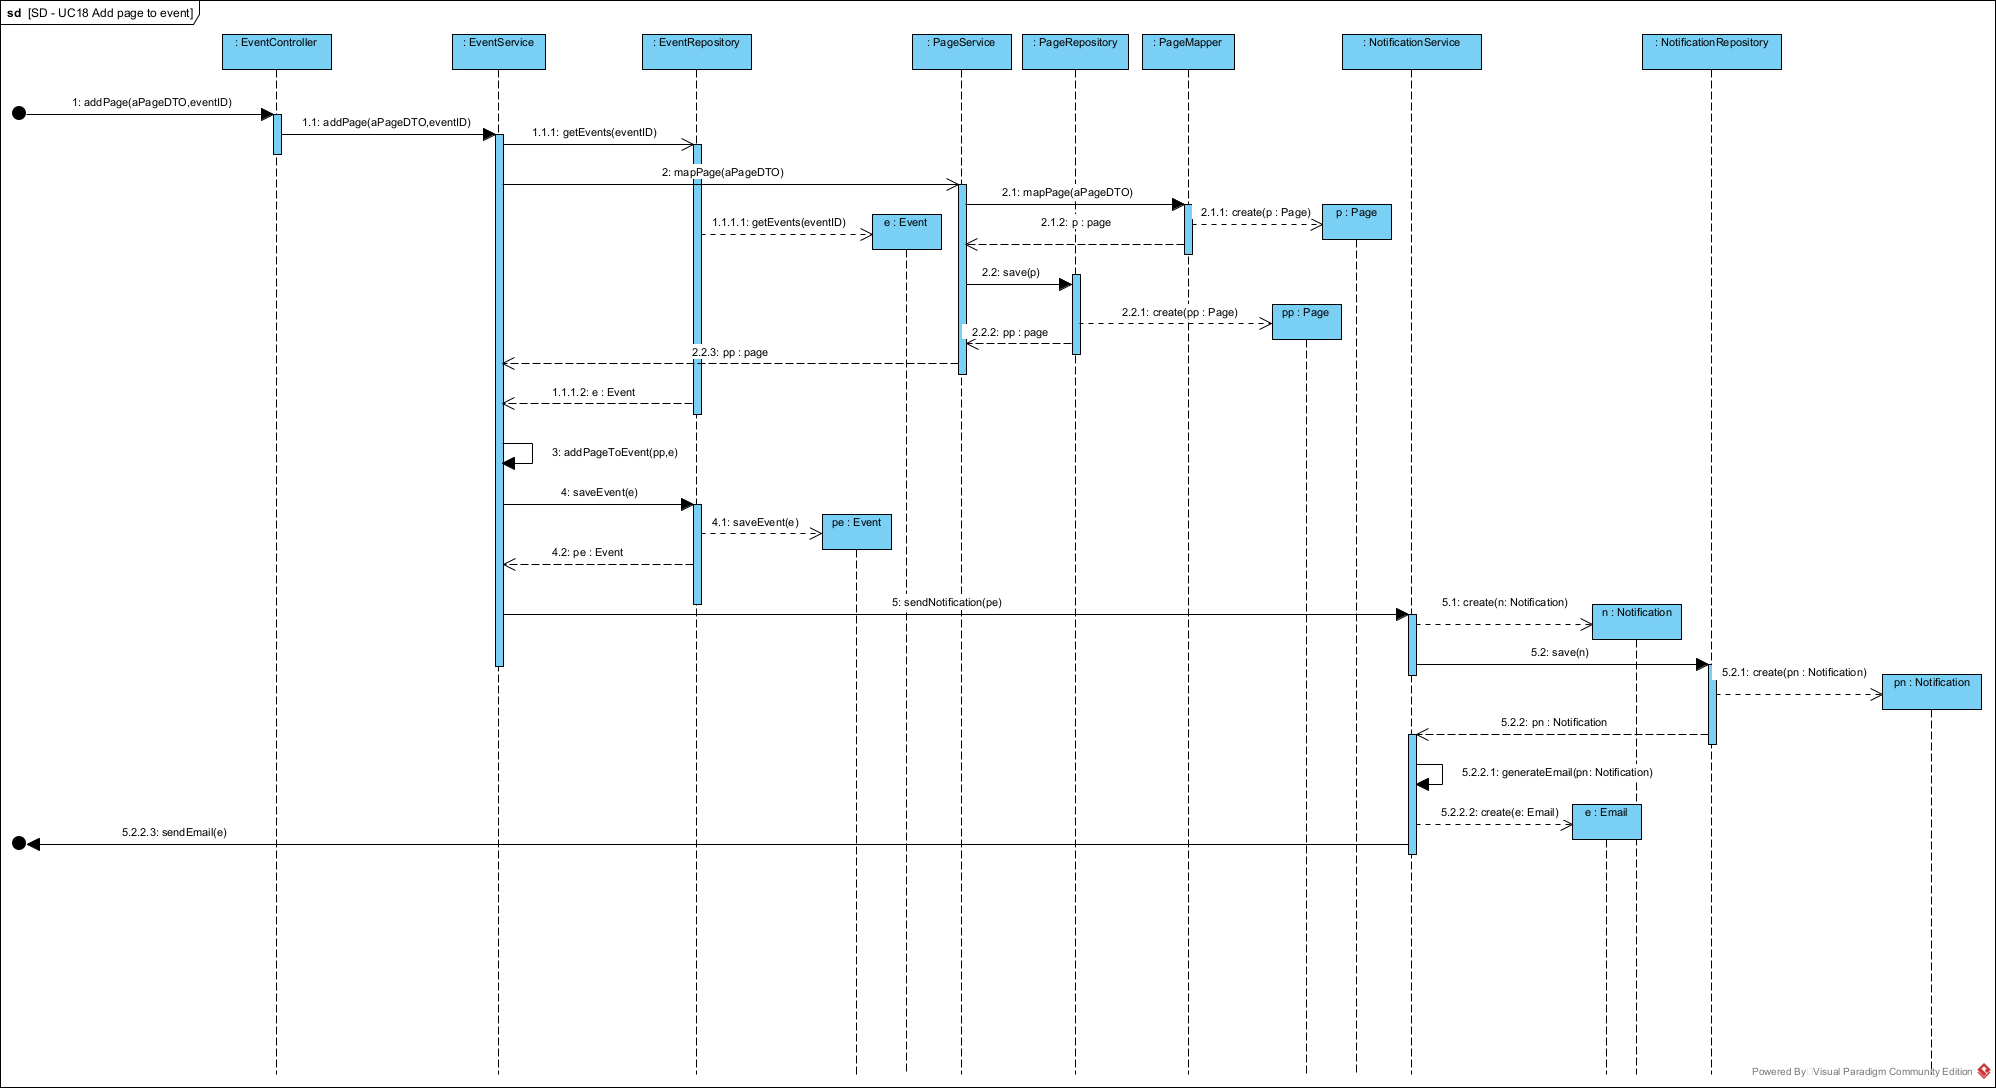 sd [SD - UC18 Add page to event]
: EventController
: EventService
: EventRepository
: PageService
: PageRepository
: PageMapper
: NotificationService
: NotificationRepository
1: addPage(aPageDTO,eventID)
1.1: addPage(aPageDTO,eventID)
1.1.1: getEvents(eventID)
2: mapPage(aPageDTO)
2.1: mapPage(aPageDTO)
2.1.1: create(p : Page)
p : Page
1.1.1.1: getEvents(eventID)
e : Event
2.1.2: p : page
2.2: save(p)
2.2.1: create(pp : Page)
pp : Page
2.2.2: pp : page
2.2.3: pp : page
1.1.1.2: e : Event
3: addPageToEvent(pp,e)
4: saveEvent(e)
4.1: saveEvent(e)
pe : Event
4.2: pe : Event
5: sendNotification(pe)
5.1: create(n: Notification)
n : Notification
5.2: save(n)
5.2.1: create(pn : Notification)
pn : Notification
5.2.2: pn : Notification
5.2.2.1: generateEmail(pn: Notification)
5.2.2.2: create(e: Email)
e : Email
5.2.2.3: sendEmail(e)
Powered By Visual Paradigm Community Edition